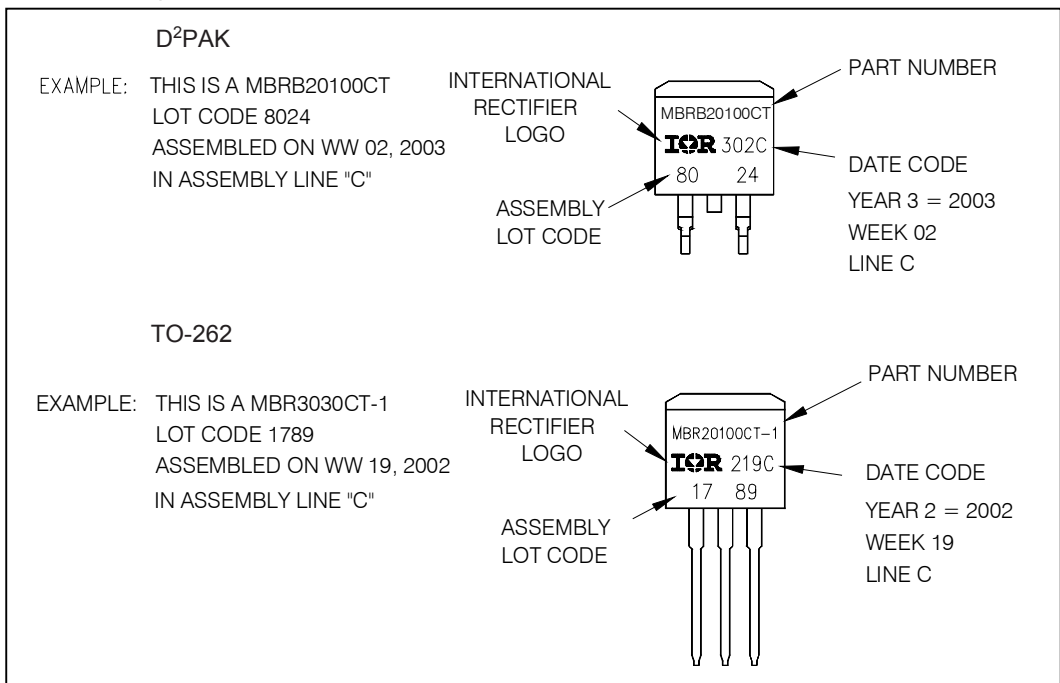 D²PAK
EXAMPLE: THIS IS A MBRB20100CT
LOT CODE 8024
ASSEMBLED ON WW 02, 2003
IN ASSEMBLY LINE "C"
INTERNATIONAL
RECTIFIER
LOGO
ASSEMBLY
LOT CODE
MBRB20100CT
IOR 302C
80 24
PART NUMBER
DATE CODE
YEAR 3 = 2003
WEEK 02
LINE C
TO-262
EXAMPLE: THIS IS A MBR3030CT-1
LOT CODE 1789
ASSEMBLED ON WW 19, 2002
IN ASSEMBLY LINE "C"
INTERNATIONAL
RECTIFIER
LOGO
ASSEMBLY
LOT CODE
MBR20100CT-1
IOR 219C
17 89
PART NUMBER
DATE CODE
YEAR 2 = 2002
WEEK 19
LINE C